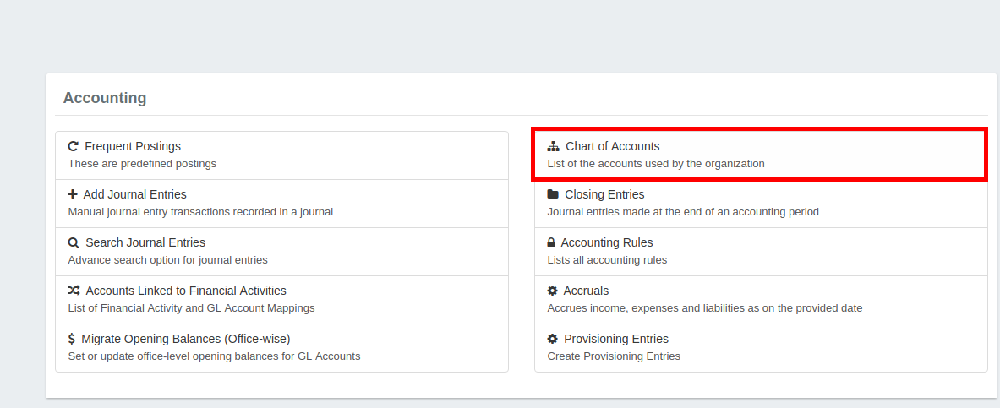 Accounting
Frequent Postings
These are predefined postings
Add Journal Entries
Manual journal entry transactions recorded in a journal
Search Journal Entries
Advance search option for journal entries
Accounts Linked to Financial Activities
List of Financial Activity and GL Account Mappings
Migrate Opening Balances (Office-wise)
Set or update office-level opening balances for GL Accounts
Chart of Accounts
List of the accounts used by the organization
Closing Entries
Journal entries made at the end of an accounting period
Accounting Rules
Lists all accounting rules
Accruals
Accrues income, expenses and liabilities as on the provided date
Provisioning Entries
Create Provisioning Entries